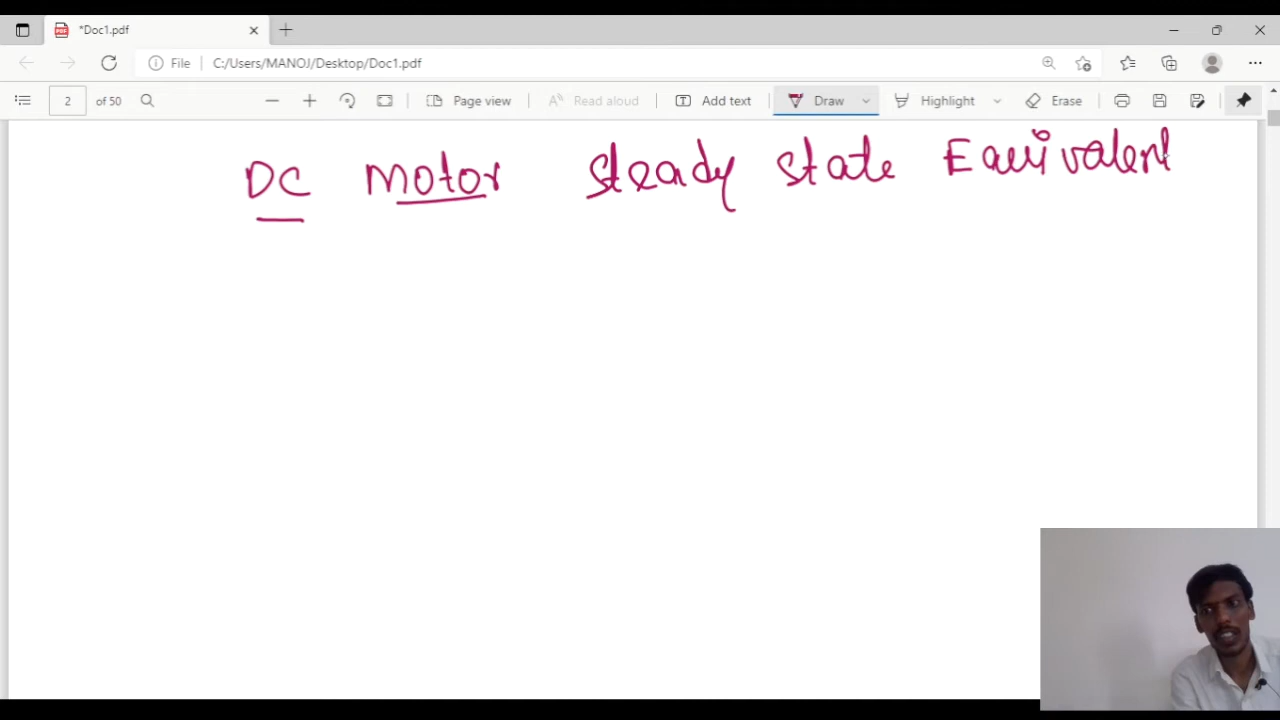 *Doc1.pdf
File C:/Users/MANOJ/Desktop/Doc1.pdf
2 of 50 Page view Read aloud Add text Draw Highlight Erase
DC motor steady state Equivalent